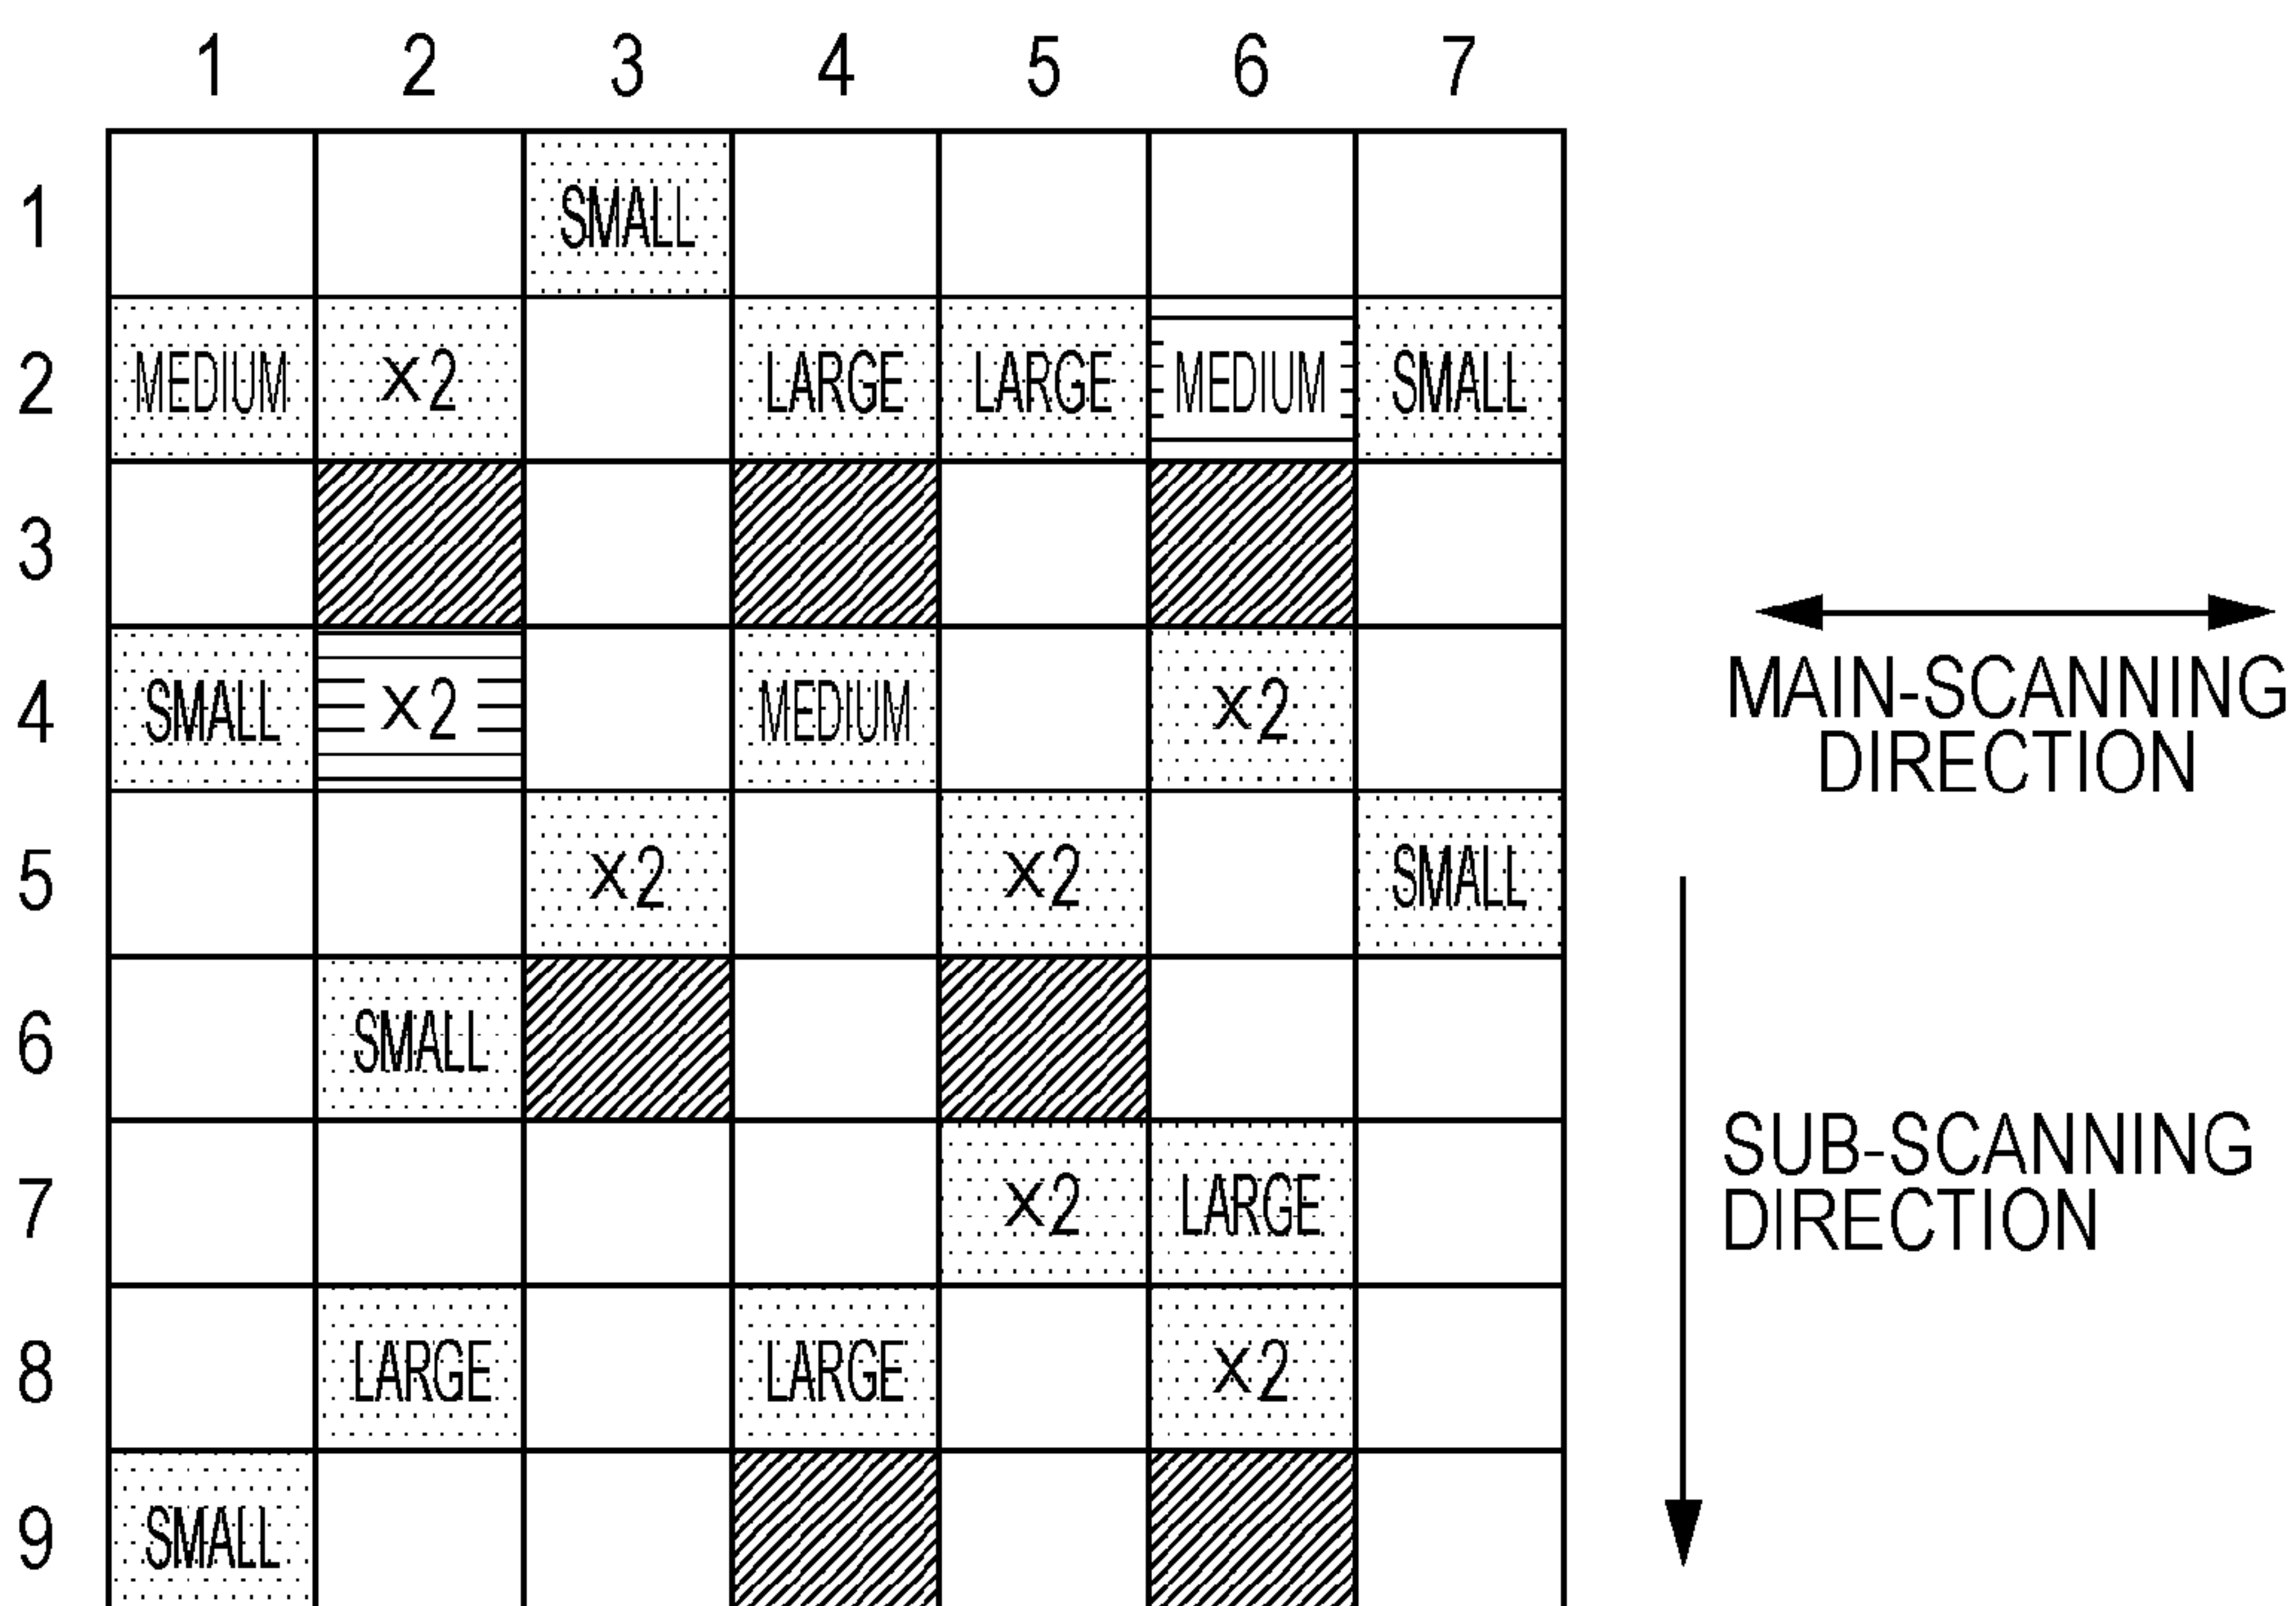 1 2 3 4 5 6 7
1 SMALL
2 MEDIUM ×2 LARGE LARGE MEDIUM SMALL
3
4 SMALL ×2 MEDIUM ×2
5 ×2 ×2 SMALL
6 SMALL
7 ×2 LARGE
8 LARGE LARGE ×2
9 SMALL
MAIN-SCANNING
DIRECTION
SUB-SCANNING
DIRECTION